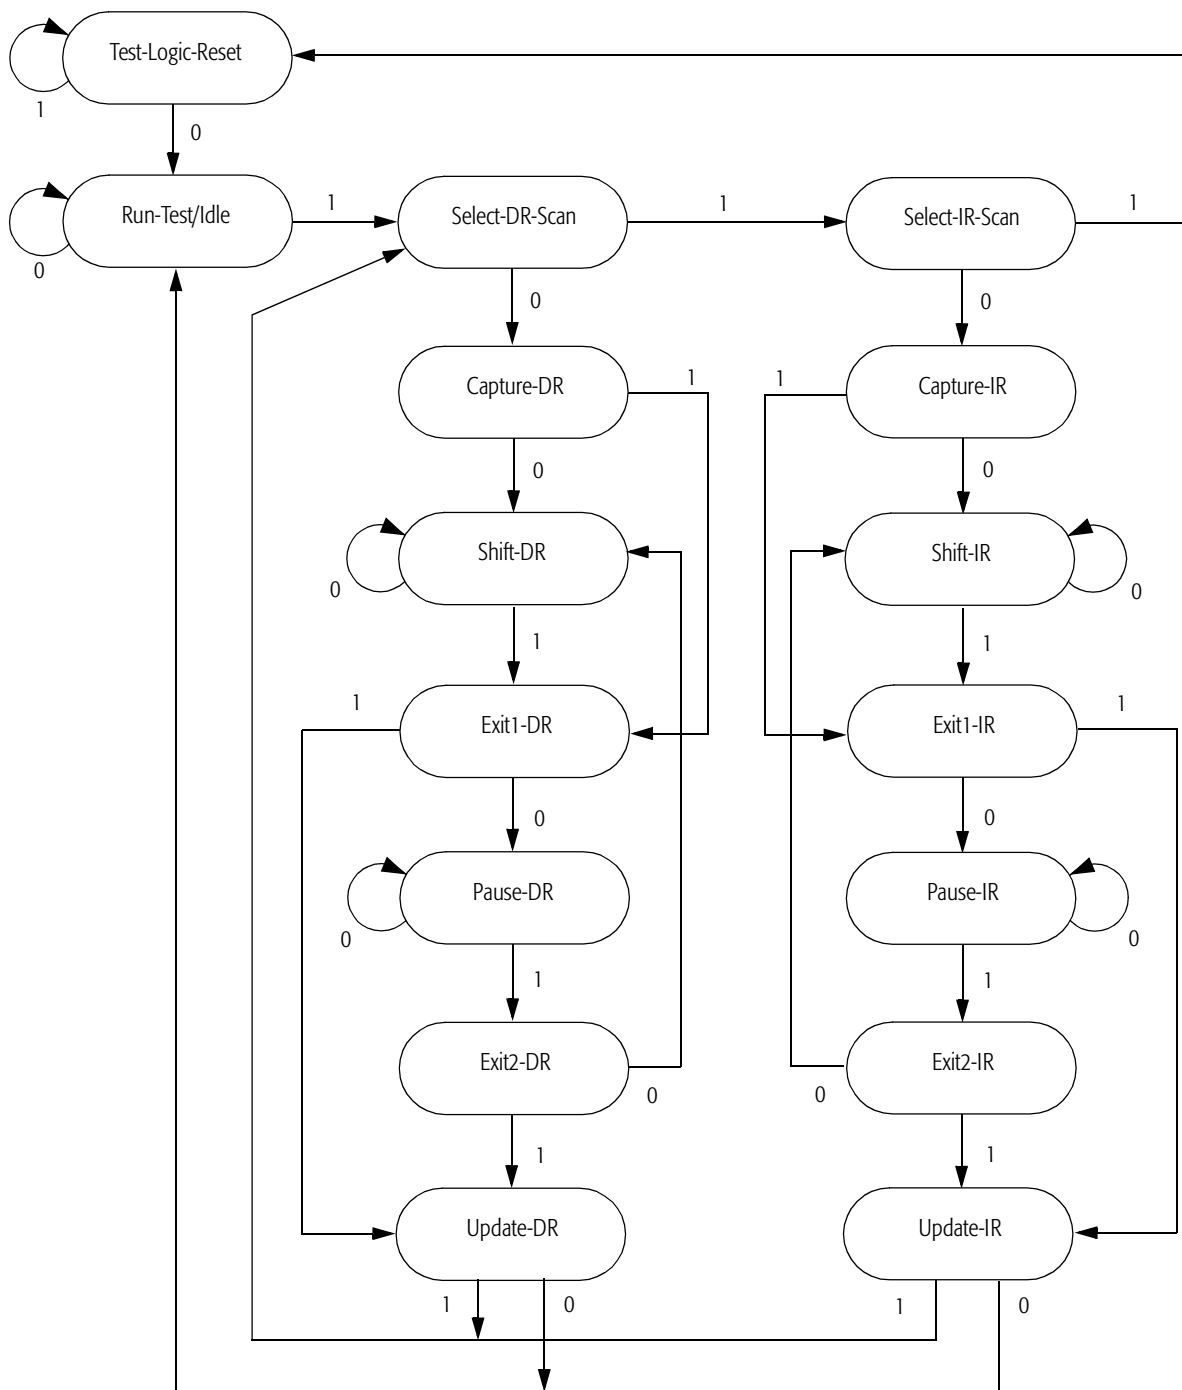 Test-Logic-Reset
1
0
Run-Test/Idle
0
1
Select-DR-Scan
1
Select-IR-Scan
1
0
0
Capture-DR
1
1
Capture-IR
0
0
Shift-DR
0
Shift-IR
0
1
1
1
Exit1-DR
Exit1-IR
1
0
0
Pause-DR
0
Pause-IR
0
1
1
Exit2-DR
0
0
Exit2-IR
1
1
Update-DR
Update-IR
1
0
1
0